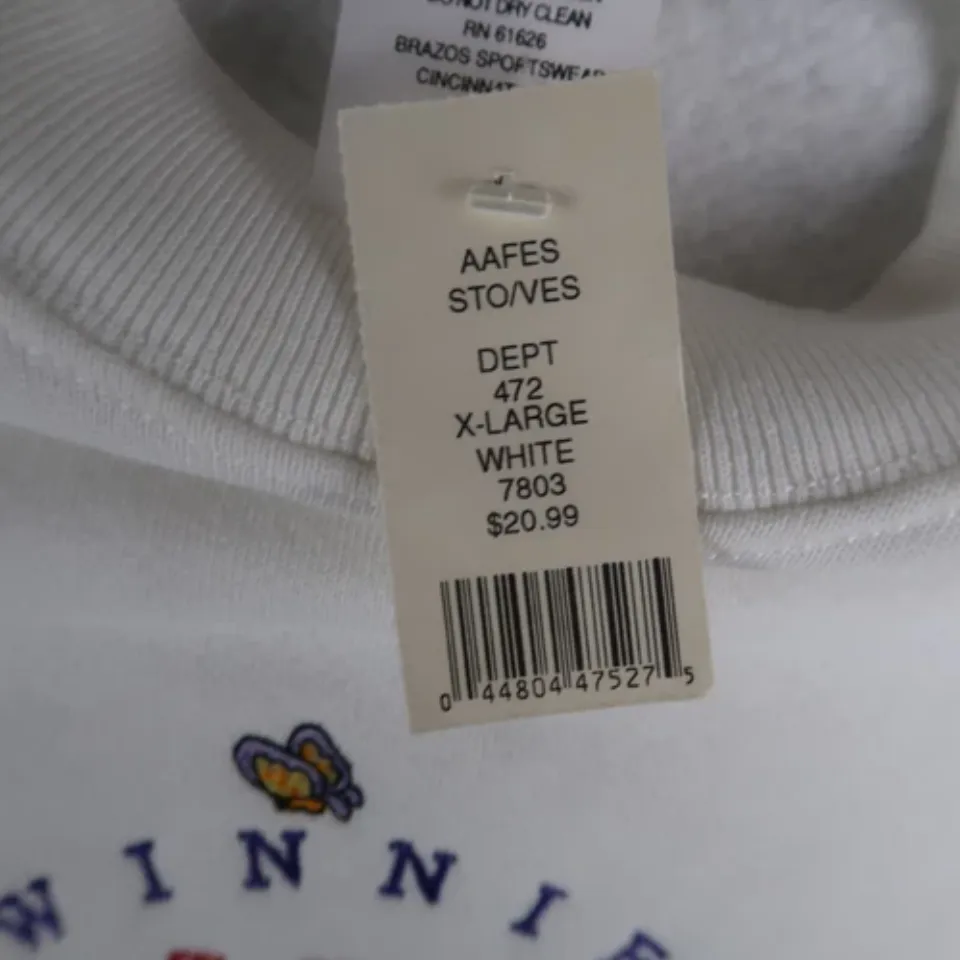 DO NOT DRY CLEAN
RN 61626
BRAZOS SPORTSWEAR
AAFES
STO/VES
DEPT
472
X-LARGE
WHITE
7803
$20.99
0 44804 47527 5
WINNIE